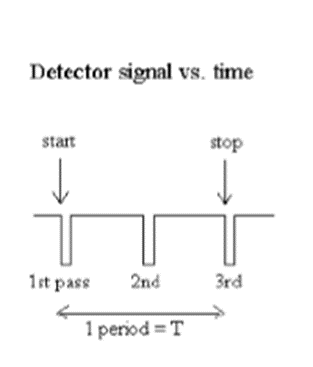 Detector signal vs. time
start stop
1st pass 2nd 3rd
1 period = T